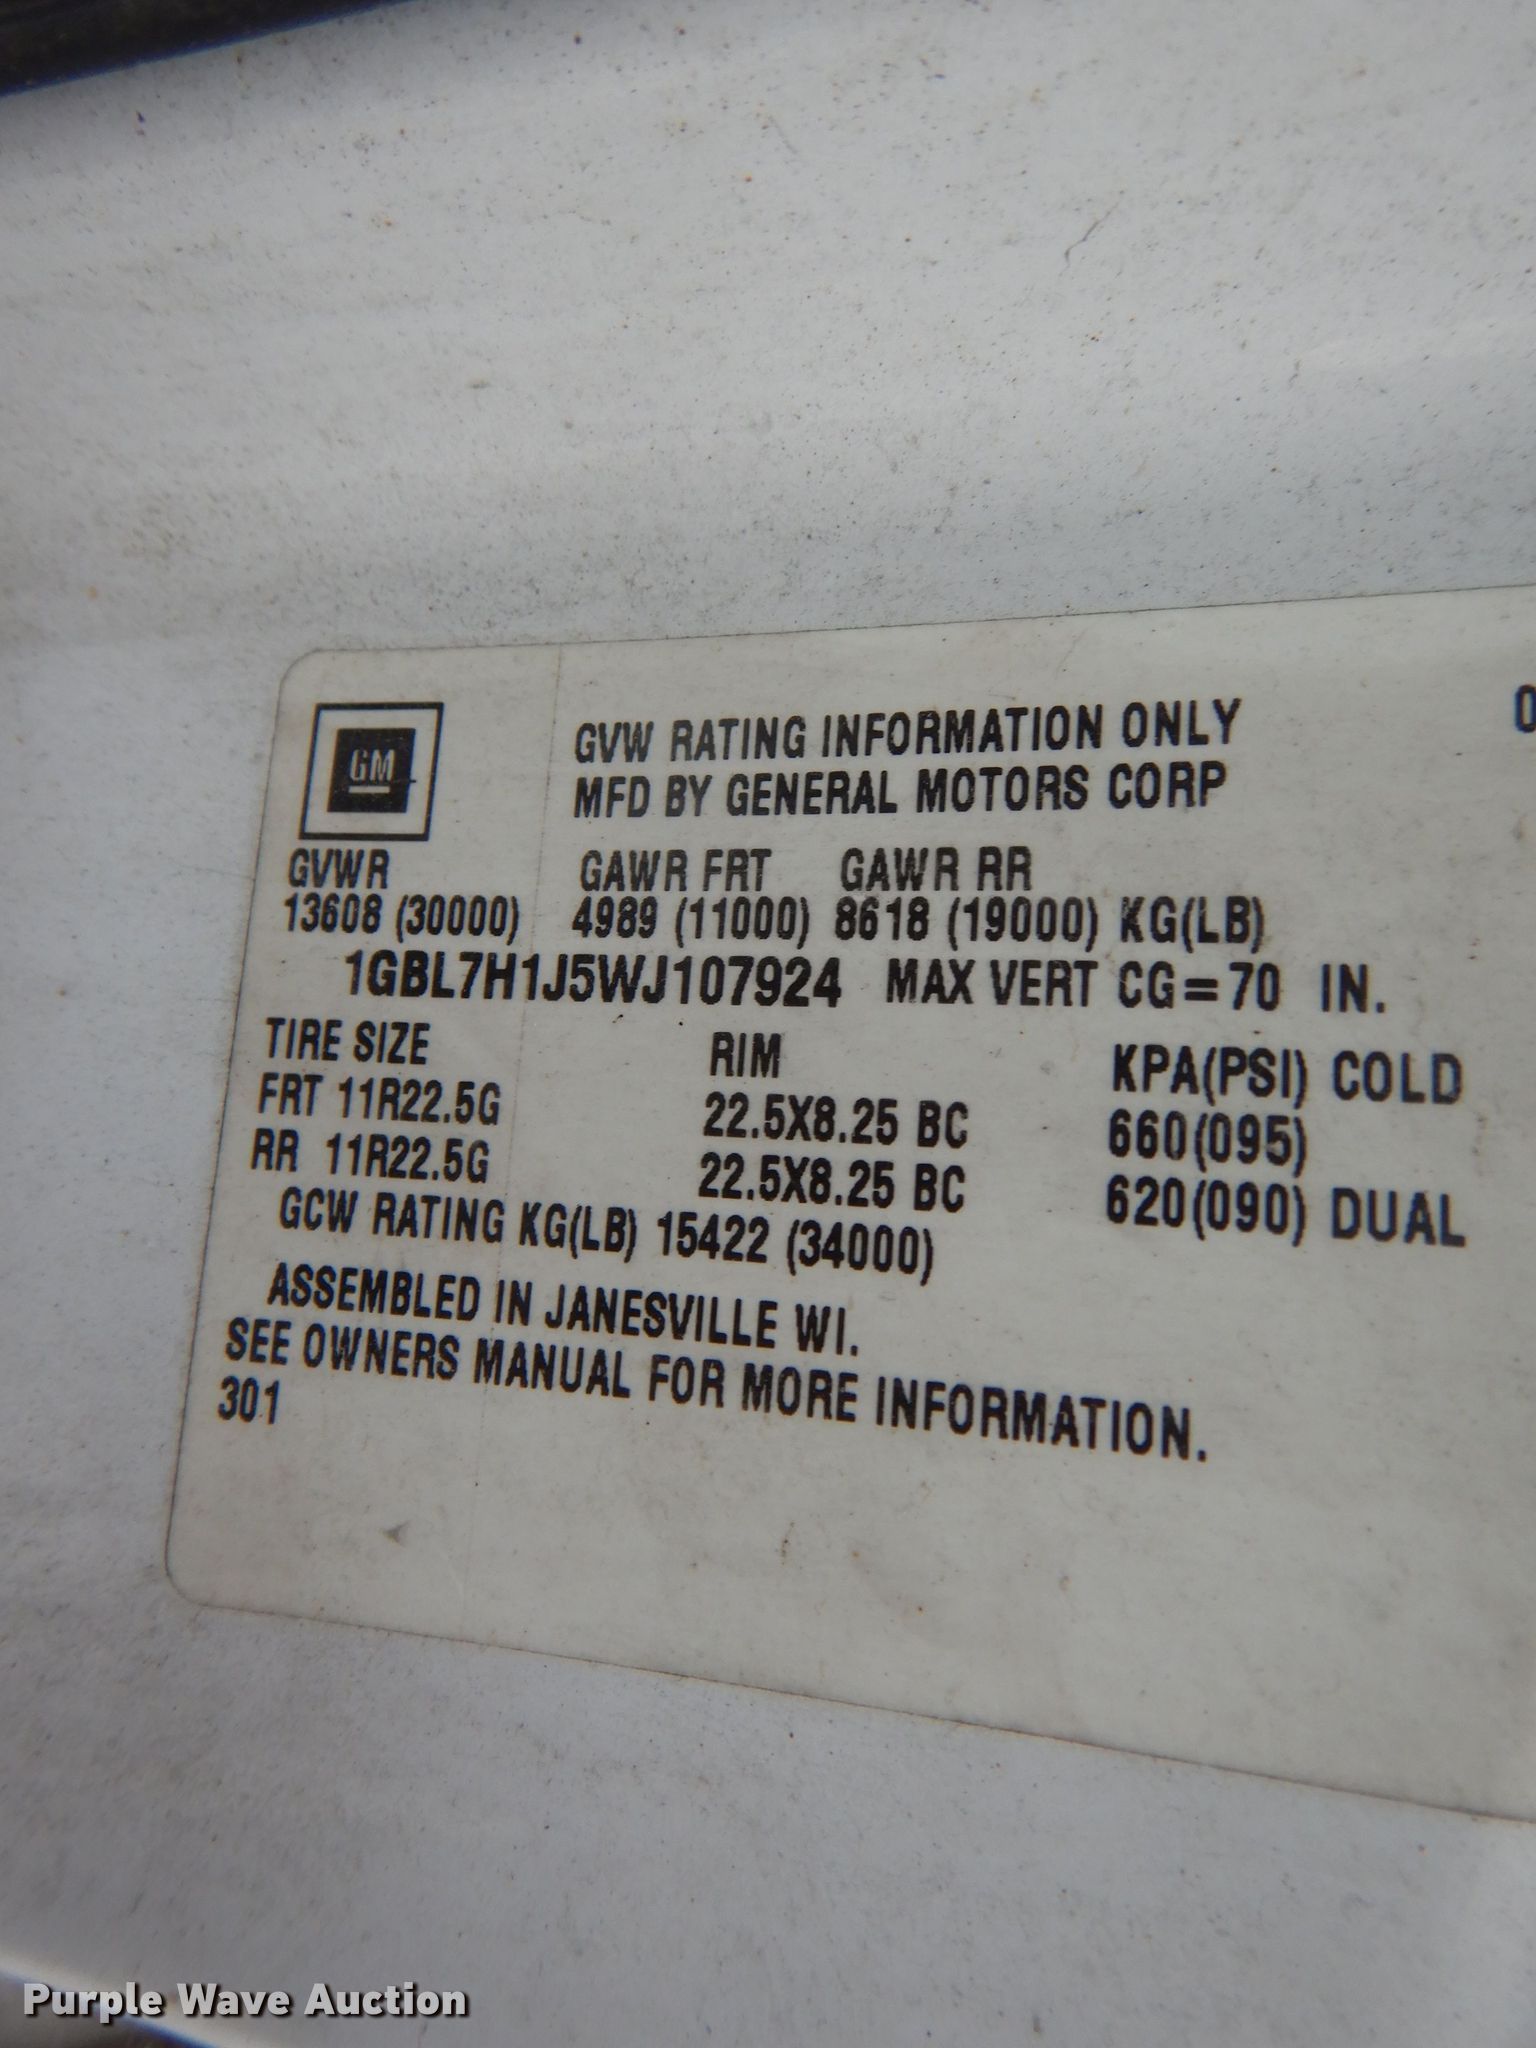 GM
GVW RATING INFORMATION ONLY
MFD BY GENERAL MOTORS CORP
GVWR GAWR FRT GAWR RR
13608 (30000) 4989 (11000) 8618 (19000) KG(LB)
1GBL7H1J5WJ107924 MAX VERT CG=70 IN.
TIRE SIZE RIM KPA(PSI) COLD
FRT 11R22.5G 22.5X8.25 BC 660(095)
RR 11R22.5G 22.5X8.25 BC 620(090) DUAL
GCW RATING KG(LB) 15422 (34000)
ASSEMBLED IN JANESVILLE WI.
SEE OWNERS MANUAL FOR MORE INFORMATION.
301
Purple Wave Auction